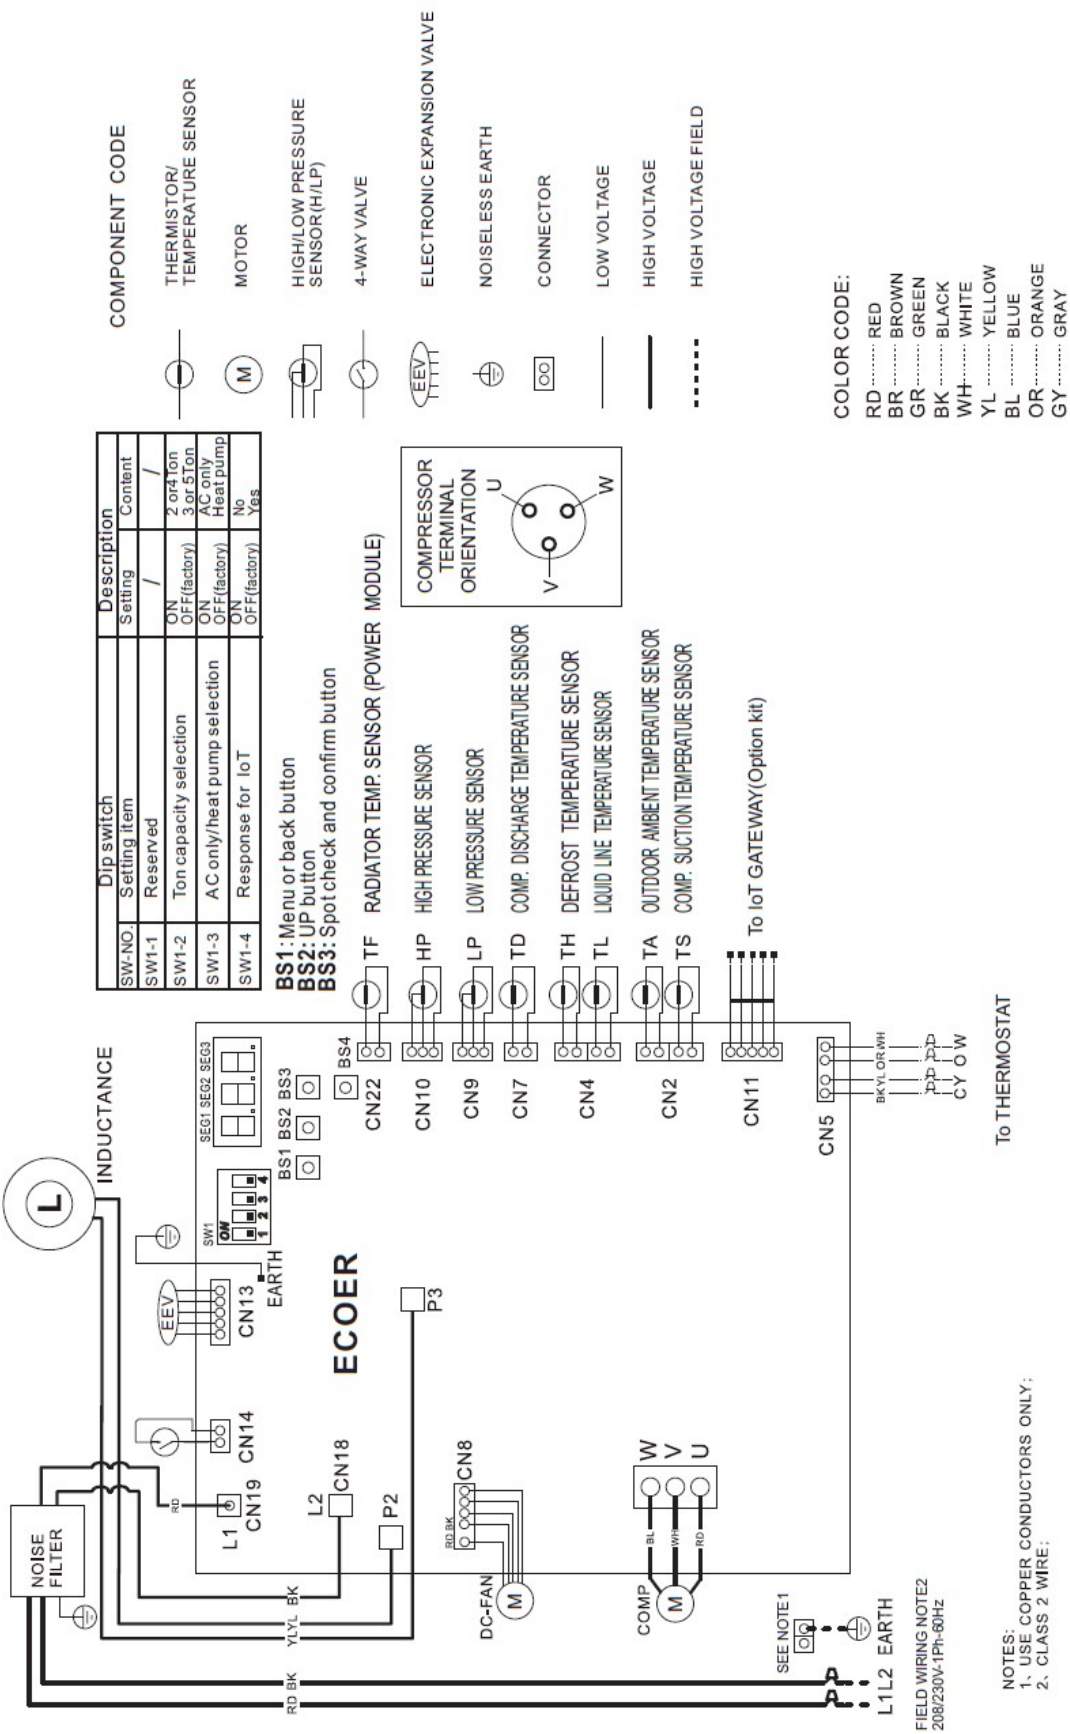 NOISE
FILTER
L
INDUCTANCE
RD
L1
CN19
CN14
EEV
CN13
EARTH
SW1
ON
1 2 3 4
SEG1 SEG2 SEG3
BS1 BS2 BS3
BS4
L2
CN18
P2
P3
ECOER
BK
YLYL
RD BK
DC-FAN
M
RD BK
CN8
COMP
M
BL
WH
RD
W
V
U
SEE NOTE1
L1L2 EARTH
FIELD WIRING NOTE2
208/230V-1Ph-60Hz
CN22
TF RADIATOR TEMP. SENSOR (POWER MODULE)
CN10
HP HIGH PRESSURE SENSOR
CN9
LP LOW PRESSURE SENSOR
CN7
TD COMP. DISCHARGE TEMPERATURE SENSOR
CN4
TH DEFROST TEMPERATURE SENSOR
TL LIQUID LINE TEMPERATURE SENSOR
CN2
TA OUTDOOR AMBIENT TEMPERATURE SENSOR
TS COMP. SUCTION TEMPERATURE SENSOR
CN11
To IoT GATEWAY(Option kit)
CN5
BKYL ORWH
CY O W
To THERMOSTAT
Dip switch Description
SW-NO. Setting item Setting Content
SW1-1 Reserved / /
SW1-2 Ton capacity selection ON 2 or4Ton
OFF(factory) 3 or 5Ton
SW1-3 AC only/heat pump selection ON AC only
OFF(factory) Heat pump
SW1-4 Response for IoT ON No
OFF(factory) Yes
BS1: Menu or back button
BS2: UP button
BS3: Spot check and confirm button
COMPRESSOR
TERMINAL
ORIENTATION
U
V
W
COMPONENT CODE
THERMISTOR/
TEMPERATURE SENSOR
M MOTOR
HIGH/LOW PRESSURE
SENSOR(H/LP)
4-WAY VALVE
EEV ELECTRONIC EXPANSION VALVE
NOISELESS EARTH
CONNECTOR
LOW VOLTAGE
HIGH VOLTAGE
HIGH VOLTAGE FIELD
COLOR CODE:
RD ........ RED
BR ........ BROWN
GR ........ GREEN
BK ........ BLACK
WH ........ WHITE
YL ........ YELLOW
BL ........ BLUE
OR ........ ORANGE
GY ........ GRAY
NOTES:
1、USE COPPER CONDUCTORS ONLY;
2、CLASS 2 WIRE;